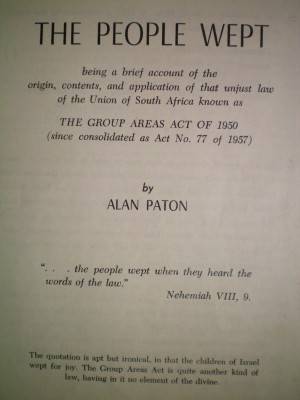 THE PEOPLE WEPT
being a brief account of the
origin, contents, and application of that unjust law
of the Union of South Africa known as
THE GROUP AREAS ACT OF 1950
(since consolidated as Act No. 77 of 1957)
by
ALAN PATON
". . . the people wept when they heard the
words of the law."
Nehemiah VIII, 9.
The quotation is apt but ironical, in that the children of Israel
wept for joy. The Group Areas Act is quite another kind of
law, having in it no element of the divine.